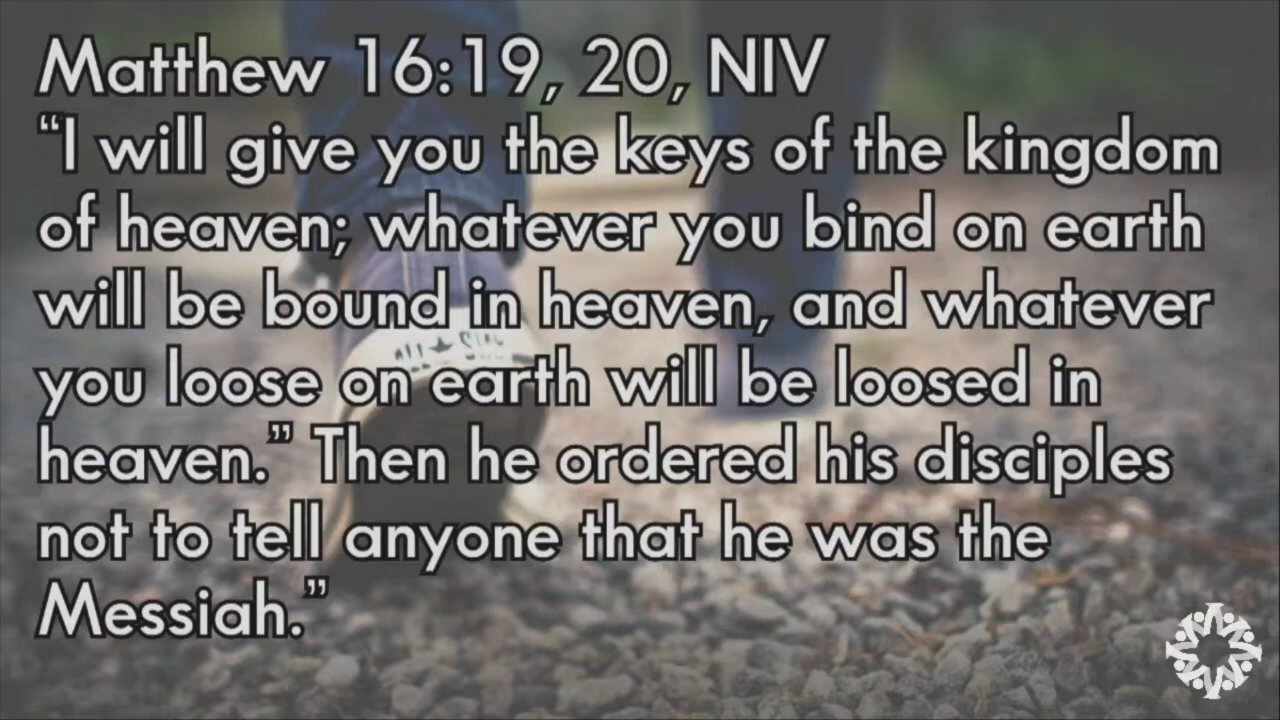 Matthew 16:19, 20, NIV
“I will give you the keys of the kingdom
of heaven; whatever you bind on earth
will be bound in heaven, and whatever
you loose on earth will be loosed in
heaven.” Then he ordered his disciples
not to tell anyone that he was the
Messiah.”